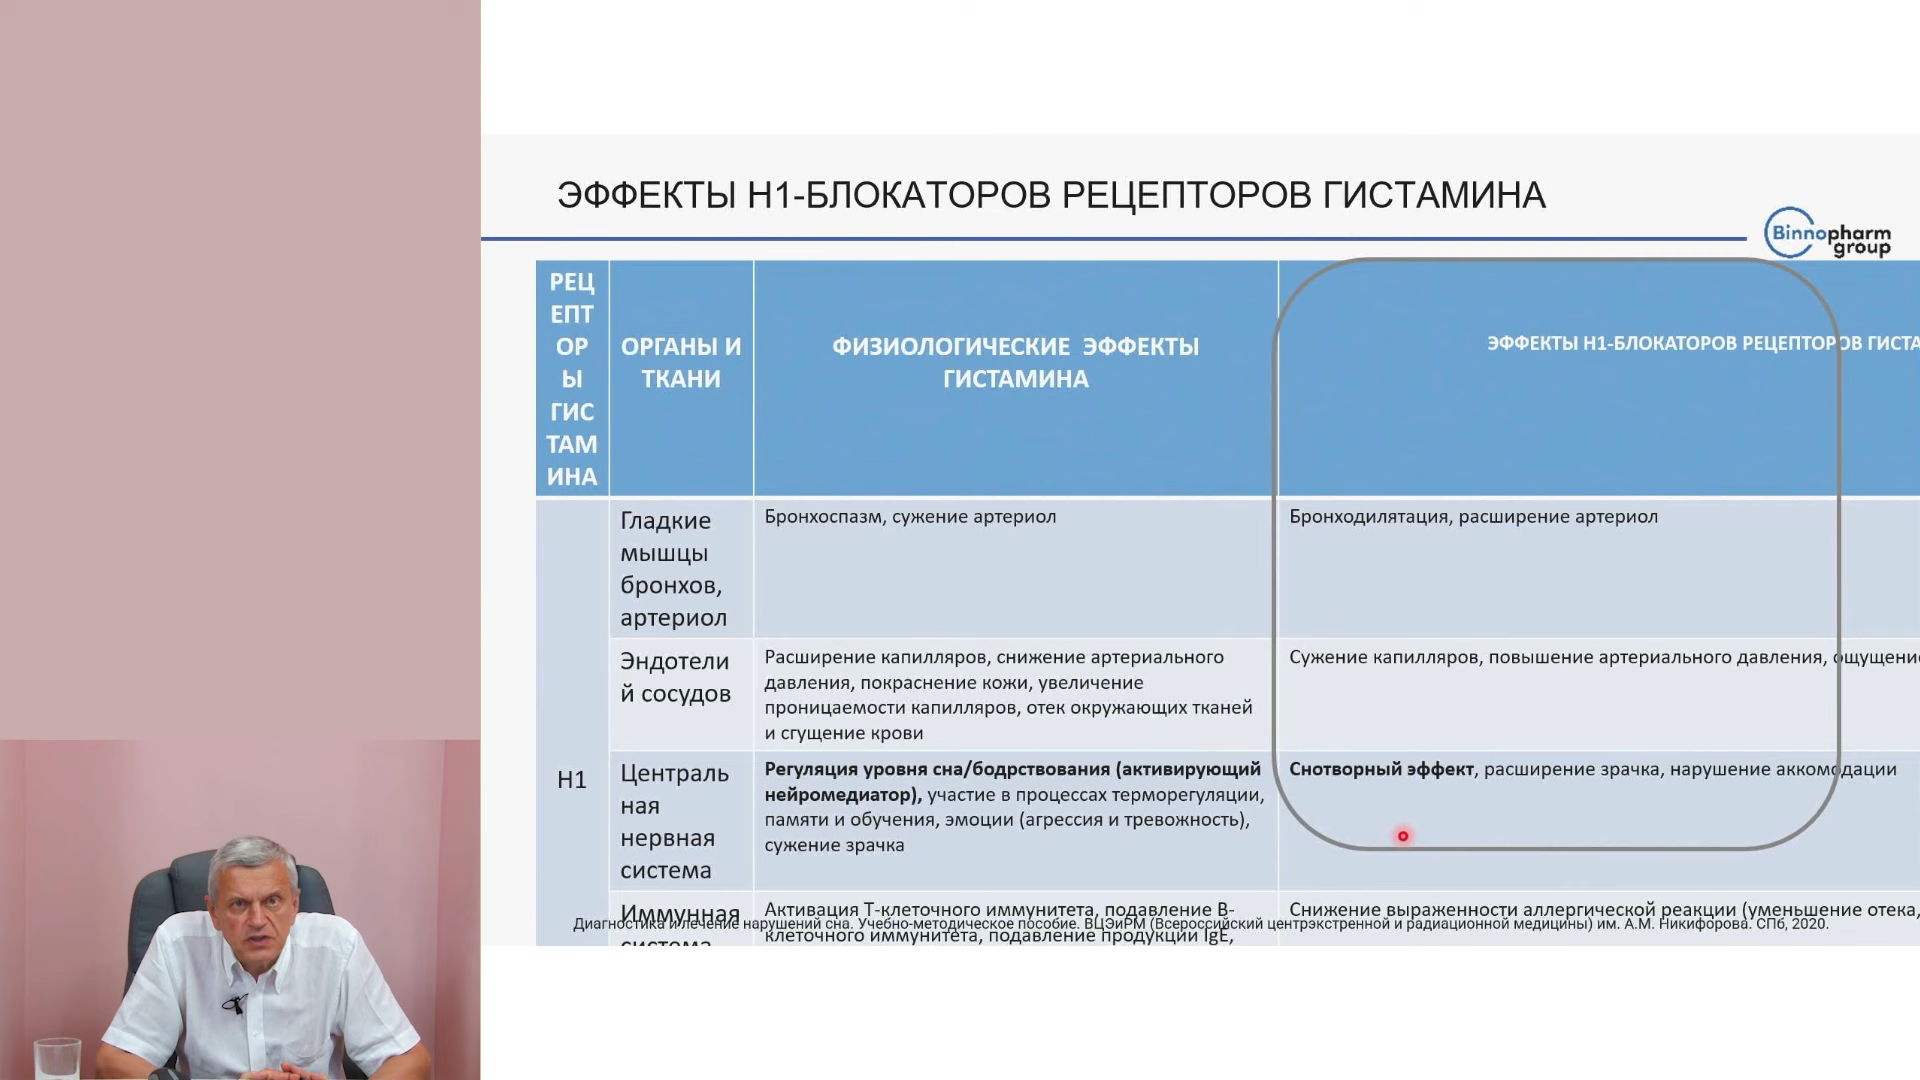 ЭФФЕКТЫ Н1-БЛОКАТОРОВ РЕЦЕПТОРОВ ГИСТАМИНА
Binnopharm
group
РЕЦ
ЕПТ
ОР
Ы
ГИС
ТАМ
ИНА
ОРГАНЫ И
ТКАНИ
ФИЗИОЛОГИЧЕСКИЕ ЭФФЕКТЫ
ГИСТАМИНА
ЭФФЕКТЫ Н1-БЛОКАТОРОВ РЕЦЕПТОРОВ ГИСТА
Н1
Гладкие
мышцы
бронхов,
артериол
Бронхоспазм, сужение артериол
Бронходилятация, расширение артериол
Эндотели
й сосудов
Расширение капилляров, снижение артериального
давления, покраснение кожи, увеличение
проницаемости капилляров, отек окружающих тканей
и сгущение крови
Сужение капилляров, повышение артериального давления, ощущени
Централь
ная
нервная
система
Регуляция уровня сна/бодрствования (активирующий
нейромедиатор), участие в процессах терморегуляции,
памяти и обучения, эмоции (агрессия и тревожность),
сужение зрачка
Снотворный эффект, расширение зрачка, нарушение аккомодации
Иммунная
система
Активация Т-клеточного иммунитета, подавление В-
клеточного иммунитета, подавление продукции IgE,
Снижение выраженности аллергической реакции (уменьшение отека,
Диагностика и лечение нарушений сна. Учебно-методическое пособие. ВЦЭиРМ (Всероссийский центрэкстренной и радиационной медицины) им. А.М. Никифорова. СПб, 2020.